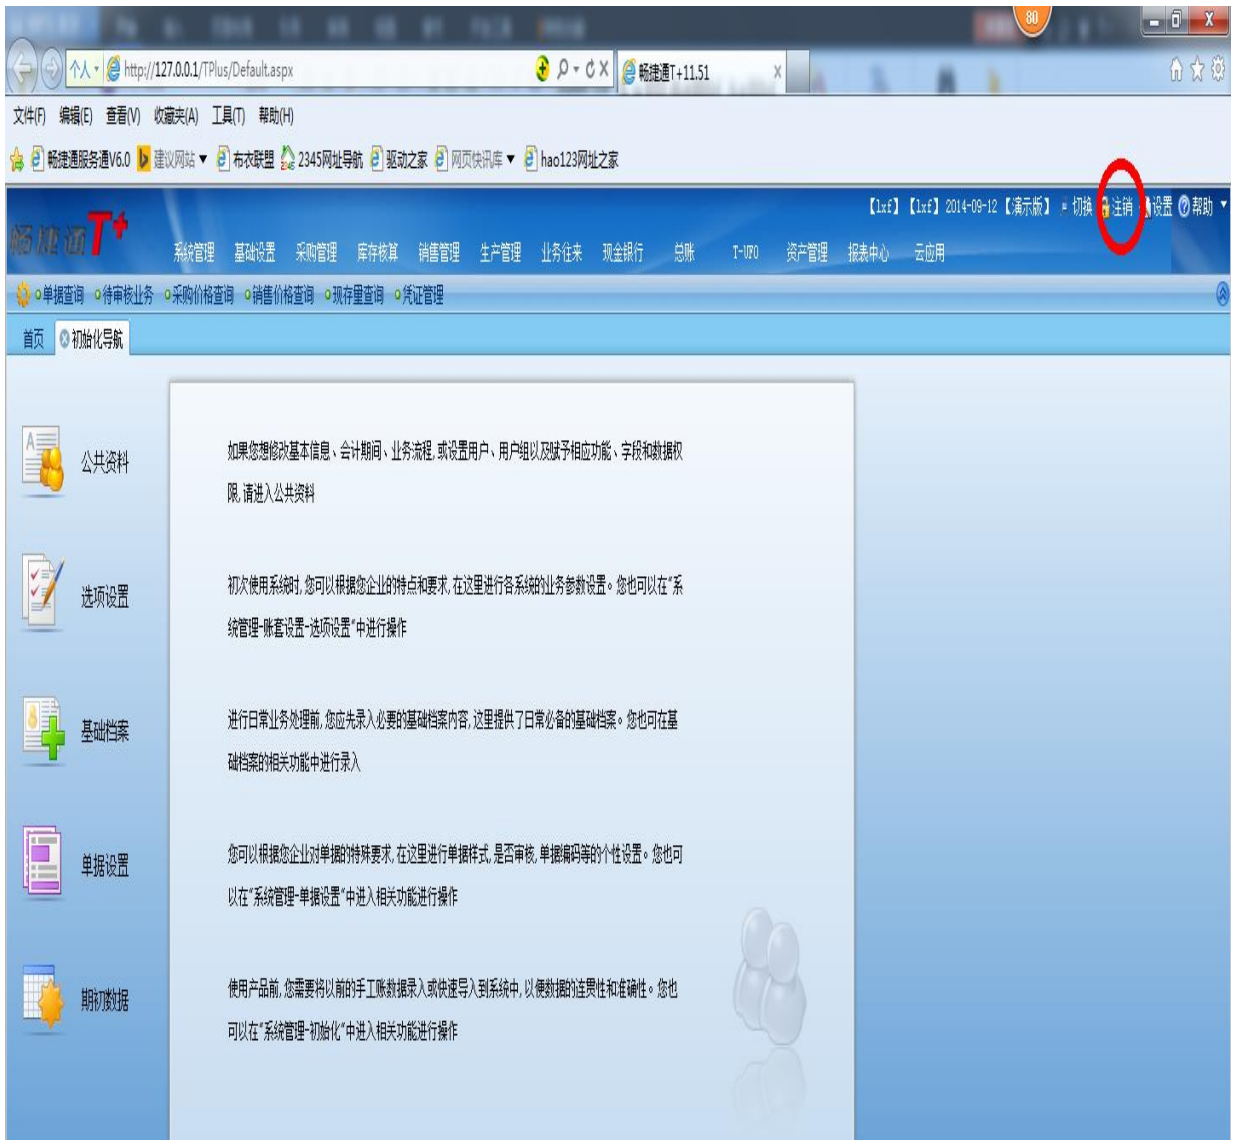 80
个人 http://127.0.0.1/TPlus/Default.aspx 畅捷通T+11.51
文件(F) 编辑(E) 查看(V) 收藏夹(A) 工具(T) 帮助(H)
畅捷通服务通V6.0 建议网站 布衣联盟 2345网址导航 驱动之家 网页快讯库 hao123网址之家
【lxf】【lxf】2014-09-12【演示版】 切换 注销 设置 帮助
畅捷通T+
系统管理 基础设置 采购管理 库存核算 销售管理 生产管理 业务往来 现金银行 总账 T-UFO 资产管理 报表中心 云应用
单据查询 待审核业务 采购价格查询 销售价格查询 现存量查询 凭证管理
首页 初始化导航
公共资料
如果您想修改基本信息、会计期间、业务流程,或设置用户、用户组以及赋予相应功能、字段和数据权
限,请进入公共资料
选项设置
初次使用系统时,您可以根据您企业的特点和要求,在这里进行各系统的业务参数设置。您也可以在"系
统管理-账套设置-选项设置"中进行操作
基础档案
进行日常业务处理前,您应先录入必要的基础档案内容,这里提供了日常必备的基础档案。您也可在基
础档案的相关功能中进行录入
单据设置
您可以根据您企业对单据的特殊要求,在这里进行单据样式,是否审核,单据编码等的个性设置。您也可
以在"系统管理-单据设置"中进入相关功能进行操作
期初数据
使用产品前,您需要将以前的手工账数据录入或快速导入到系统中,以便数据的连贯性和准确性。您也
可以在"系统管理-初始化"中进入相关功能进行操作